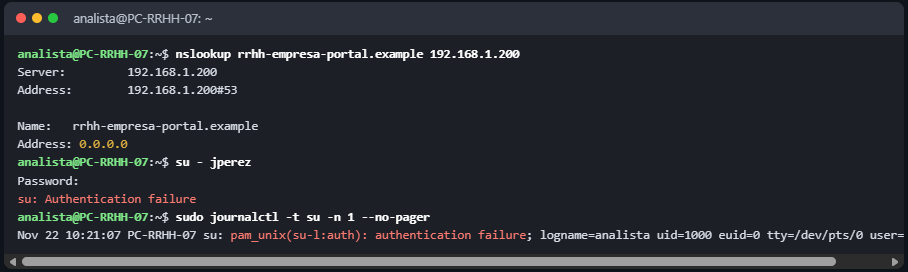 analista@PC-RRHH-07: ~
analista@PC-RRHH-07:~$ nslookup rrhh-empresa-portal.example 192.168.1.200
Server:         192.168.1.200
Address:        192.168.1.200#53
Name:   rrhh-empresa-portal.example
Address: 0.0.0.0
analista@PC-RRHH-07:~$ su - jperez
Password:
su: Authentication failure
analista@PC-RRHH-07:~$ sudo journalctl -t su -n 1 --no-pager
Nov 22 10:21:07 PC-RRHH-07 su: pam_unix(su-l:auth): authentication failure; logname=analista uid=1000 euid=0 tty=/dev/pts/0 user=